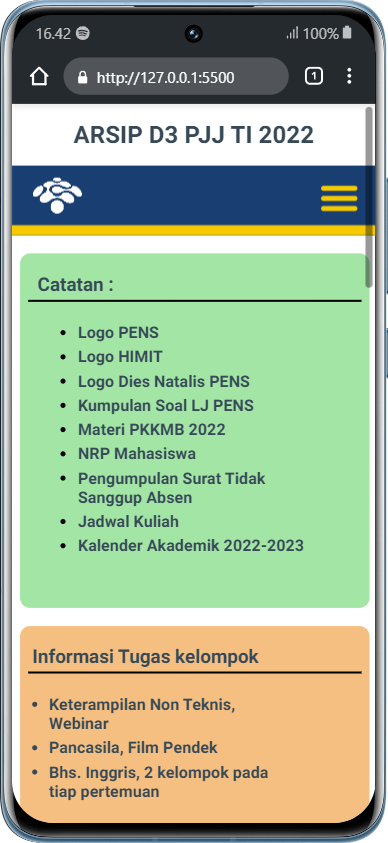 16.42
100%
http://127.0.0.1:5500
1
ARSIP D3 PJJ TI 2022
Catatan :
• Logo PENS
• Logo HIMIT
• Logo Dies Natalis PENS
• Kumpulan Soal LJ PENS
• Materi PKKMB 2022
• NRP Mahasiswa
• Pengumpulan Surat Tidak
Sanggup Absen
• Jadwal Kuliah
• Kalender Akademik 2022-2023
Informasi Tugas kelompok
• Keterampilan Non Teknis,
Webinar
• Pancasila, Film Pendek
• Bhs. Inggris, 2 kelompok pada
tiap pertemuan